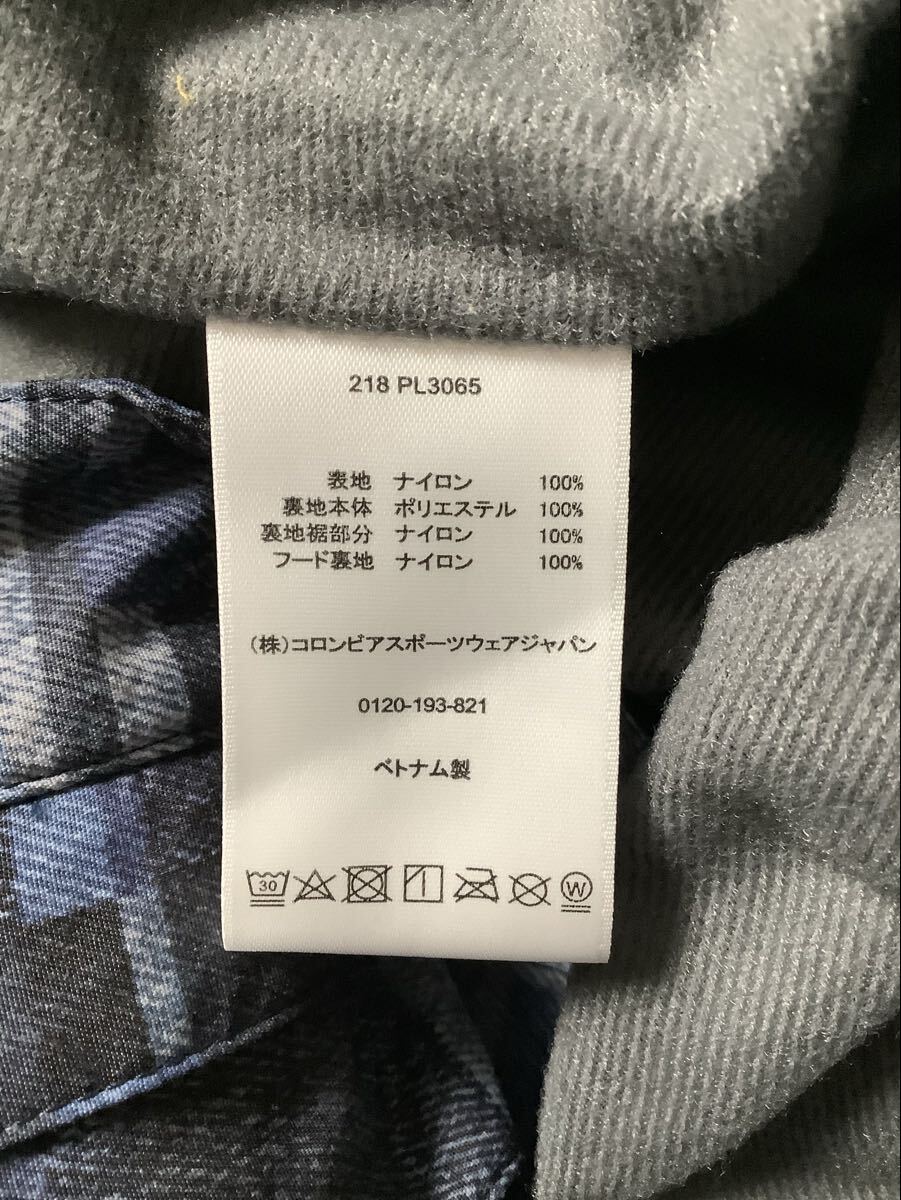 218 PL3065
表地 ナイロン 100%
裏地本体 ポリエステル 100%
裏地裾部分 ナイロン 100%
フード裏地 ナイロン 100%
(株)コロンビアスポーツウェアジャパン
0120-193-821
ベトナム製
30 W